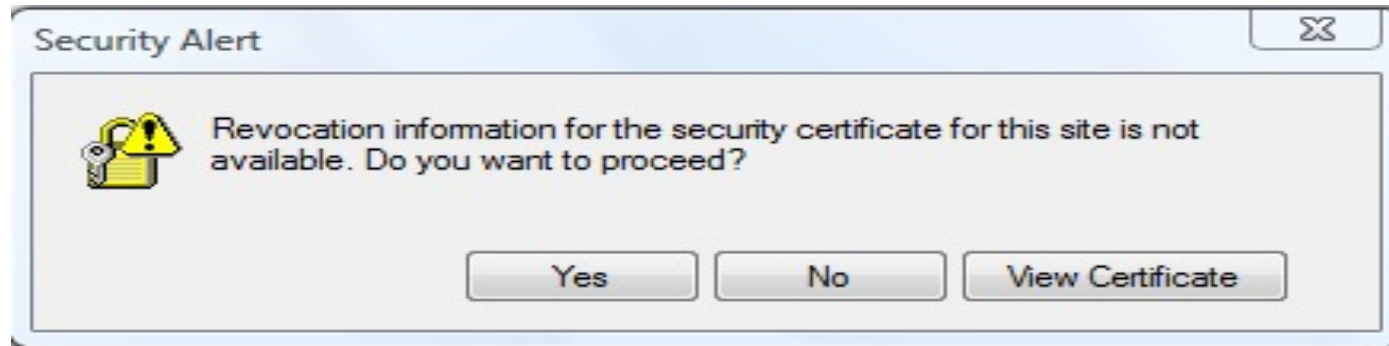 Security Alert
Revocation information for the security certificate for this site is not
available. Do you want to proceed?
Yes No View Certificate